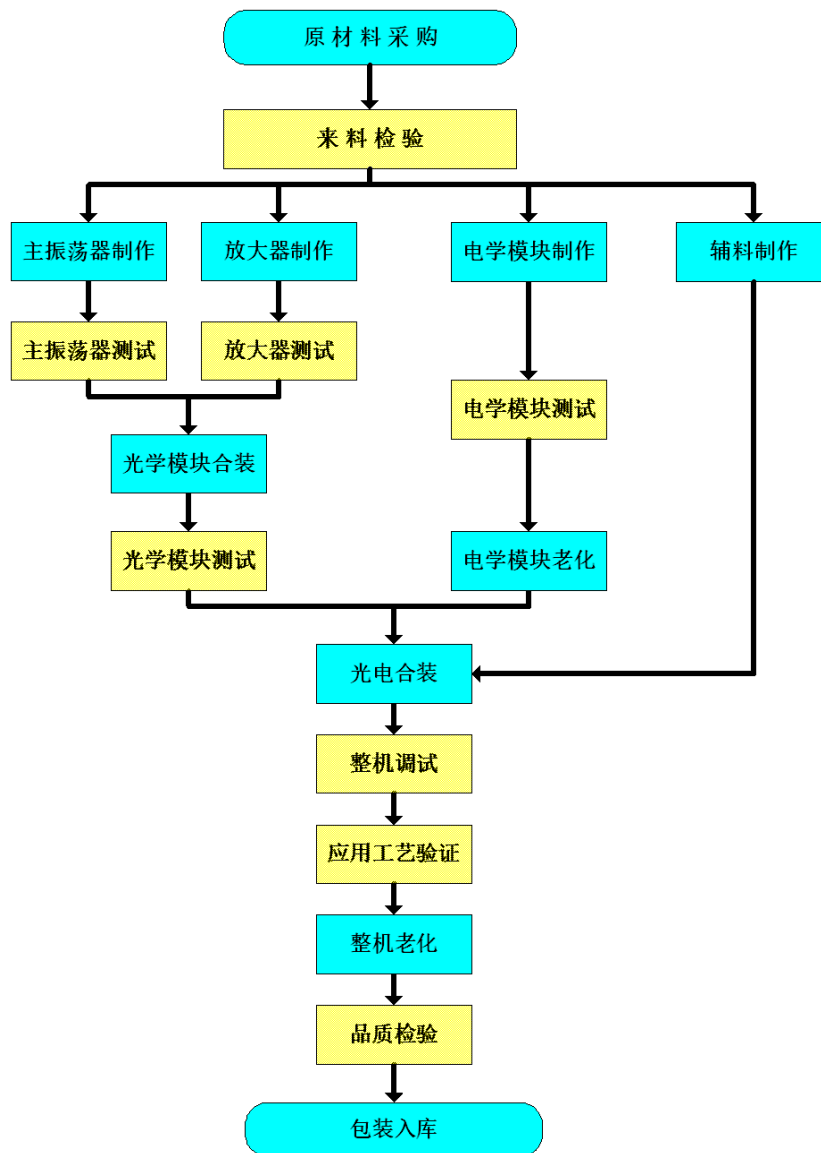 原材料采购
来料检验
主振荡器制作
放大器制作
电学模块制作
辅料制作
主振荡器测试
放大器测试
电学模块测试
光学模块合装
光学模块测试
电学模块老化
光电合装
整机调试
应用工艺验证
整机老化
品质检验
包装入库